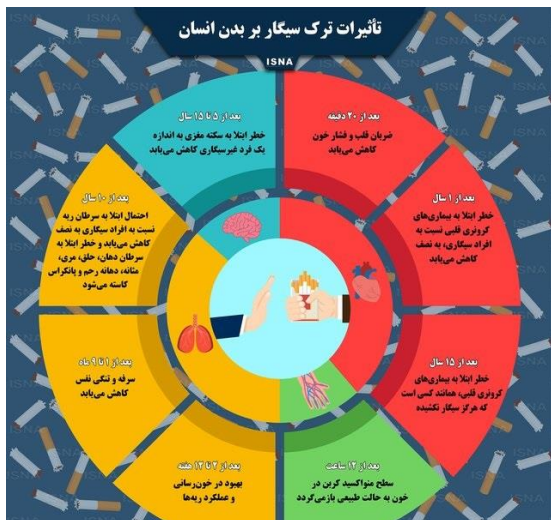 تأثیرات ترک سیگار بر بدن انسان
ISNA
بعد از ۲۰ دقیقه
ضربان قلب و فشار خون
کاهش می‌یابد
بعد از ۱ سال
خطر ابتلا به بیماری‌های
کرونری قلبی نسبت به
افراد سیگاری، به نصف
کاهش می‌یابد
بعد از ۱۵ سال
خطر ابتلا به بیماری‌های
کرونری قلبی، همانند کسی است
که هرگز سیگار نکشیده
بعد از ۱۲ ساعت
سطح منواکسید کربن در
خون به حالت طبیعی بازمی‌گردد
بعد از ۲ تا ۱۲ هفته
بهبود در خون‌رسانی
و عملکرد ریه‌ها
بعد از ۱ تا ۹ ماه
سرفه و تنگی نفس
کاهش می‌یابد
بعد از ۱۰ سال
احتمال ابتلا به سرطان ریه
نسبت به افراد سیگاری به نصف
کاهش می‌یابد و خطر ابتلا به
سرطان دهان، حلق، مری،
مثانه، دهانه رحم و پانکراس
کاسته می‌شود
بعد از ۵ تا ۱۵ سال
خطر ابتلا به سکته مغزی به اندازه
یک فرد غیرسیگاری کاهش می‌یابد